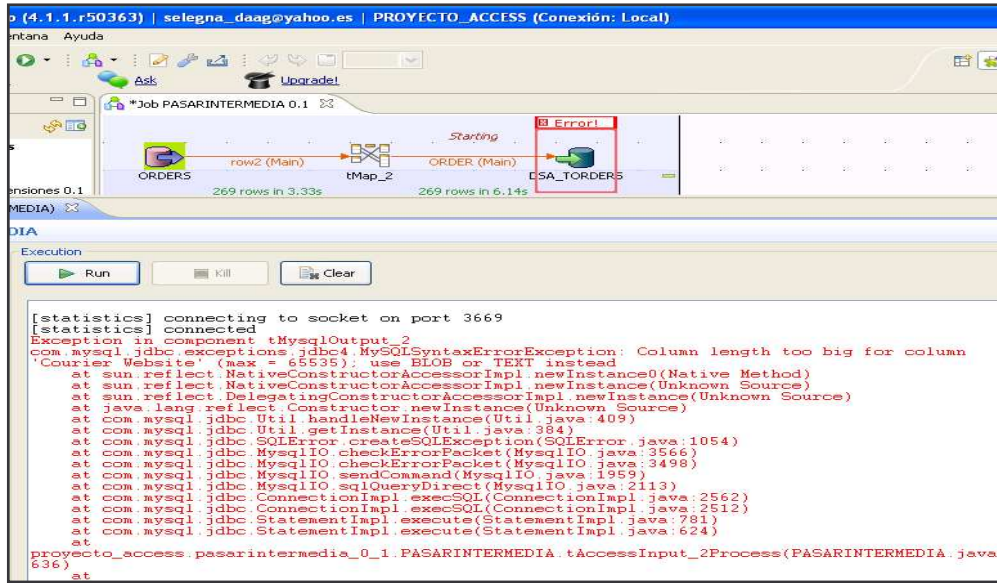 o (4.1.1.r50363) | selegna_daag@yahoo.es | PROYECTO_ACCESS (Conexión: Local)
entana Ayuda
Ask Upgrade!
*Job PASARINTERMEDIA 0.1
Error!
Starting
row2 (Main) ORDER (Main)
ORDERS tMap_2 DSA_TORDERS
ensiones 0.1
269 rows in 3.33s 269 rows in 6.14s
MEDIA)
DIA
Execution
Run Kill Clear
[statistics] connecting to socket on port 3669
[statistics] connected
Exception in component tMysqlOutput_2
com.mysql.jdbc.exceptions.jdbc4.MySQLSyntaxErrorException: Column length too big for column
'Courier Website' (max = 65535); use BLOB or TEXT instead
at sun.reflect.NativeConstructorAccessorImpl.newInstance0(Native Method)
at sun.reflect.NativeConstructorAccessorImpl.newInstance(Unknown Source)
at sun.reflect.DelegatingConstructorAccessorImpl.newInstance(Unknown Source)
at java.lang.reflect.Constructor.newInstance(Unknown Source)
at com.mysql.jdbc.Util.handleNewInstance(Util.java:409)
at com.mysql.jdbc.Util.getInstance(Util.java:384)
at com.mysql.jdbc.SQLError.createSQLException(SQLError.java:1054)
at com.mysql.jdbc.MysqlIO.checkErrorPacket(MysqlIO.java:3566)
at com.mysql.jdbc.MysqlIO.checkErrorPacket(MysqlIO.java:3498)
at com.mysql.jdbc.MysqlIO.sendCommand(MysqlIO.java:1959)
at com.mysql.jdbc.MysqlIO.sqlQueryDirect(MysqlIO.java:2113)
at com.mysql.jdbc.ConnectionImpl.execSQL(ConnectionImpl.java:2562)
at com.mysql.jdbc.ConnectionImpl.execSQL(ConnectionImpl.java:2512)
at com.mysql.jdbc.StatementImpl.execute(StatementImpl.java:781)
at com.mysql.jdbc.StatementImpl.execute(StatementImpl.java:624)
at
proyecto_access.pasarintermedia_0_1.PASARINTERMEDIA.tAccessInput_2Process(PASARINTERMEDIA.java
636)
at